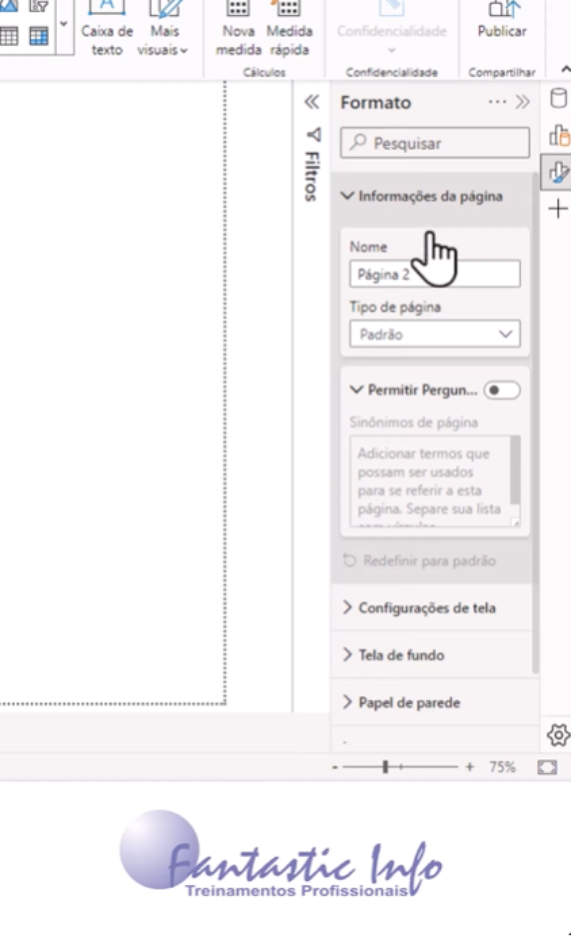 Caixa de texto
Mais visuais
Nova medida
Medida rápida
Cálculos
Confidencialidade
Confidencialidade
Publicar
Compartilhar
Filtros
Formato
Pesquisar
Informações da página
Nome
Página 2
Tipo de página
Padrão
Permitir Pergun...
Sinônimos de página
Adicionar termos que
possam ser usados
para se referir a esta
página. Separe sua lista
Redefinir para padrão
Configurações de tela
Tela de fundo
Papel de parede
- + 75%
Fantastic Info
Treinamentos Profissionais